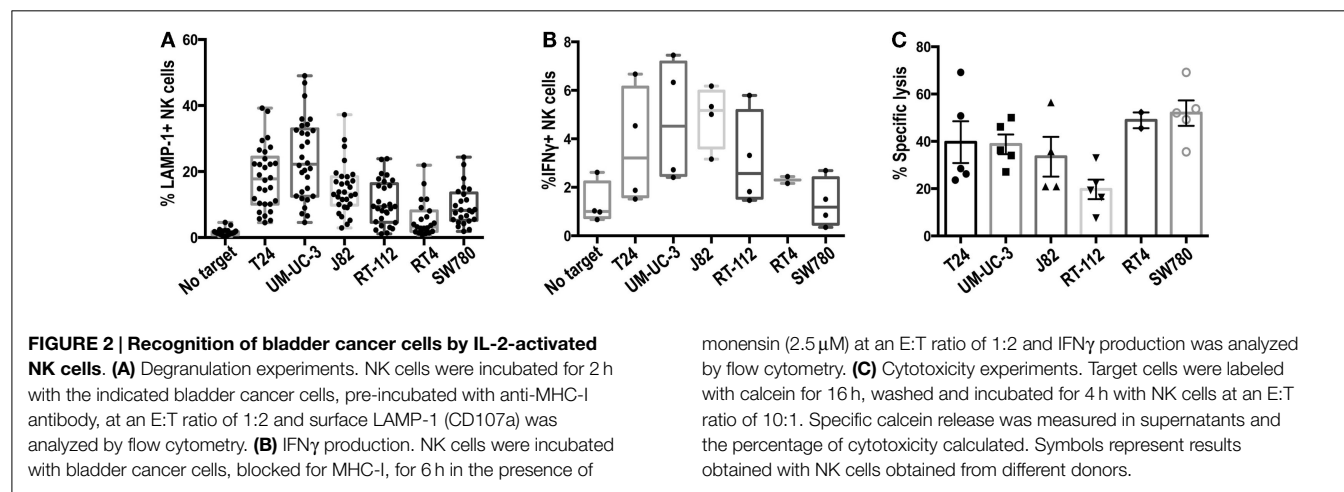 A
% LAMP-1+ NK cells
60
40
20
0
No target
T24
UM-UC-3
J82
RT-112
RT4
SW780
B
%IFNγ+ NK cells
8
6
4
2
0
No target
T24
UM-UC-3
J82
RT-112
RT4
SW780
C
% Specific lysis
80
60
40
20
0
T24
UM-UC-3
J82
RT-112
RT4
SW780
FIGURE 2 | Recognition of bladder cancer cells by IL-2-activated
NK cells. (A) Degranulation experiments. NK cells were incubated for 2 h
with the indicated bladder cancer cells, pre-incubated with anti-MHC-I
antibody, at an E:T ratio of 1:2 and surface LAMP-1 (CD107a) was
analyzed by flow cytometry. (B) IFNγ production. NK cells were incubated
with bladder cancer cells, blocked for MHC-I, for 6 h in the presence of
monensin (2.5 μM) at an E:T ratio of 1:2 and IFNγ production was analyzed
by flow cytometry. (C) Cytotoxicity experiments. Target cells were labeled
with calcein for 16 h, washed and incubated for 4 h with NK cells at an E:T
ratio of 10:1. Specific calcein release was measured in supernatants and
the percentage of cytotoxicity calculated. Symbols represent results
obtained with NK cells obtained from different donors.